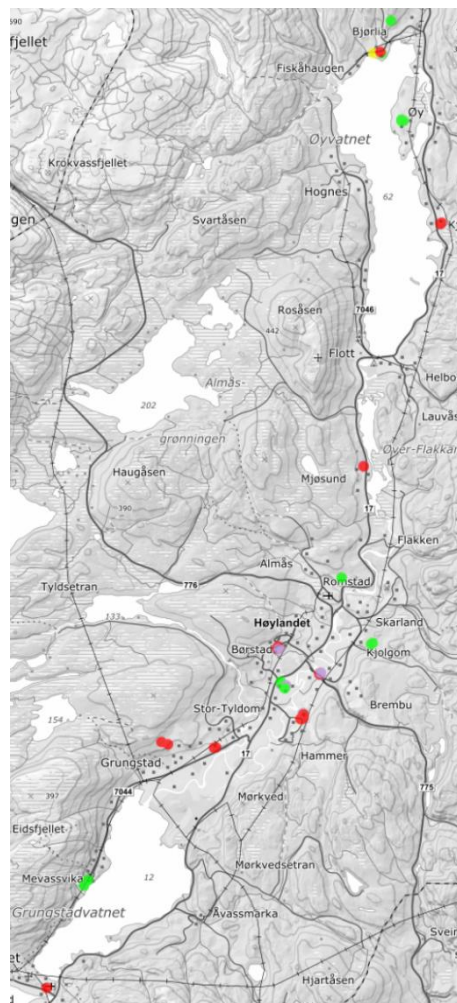 690
fjellet
Bjørlia
Fiskåhaugen
Øy
Øyvatnet
Krokvassfjellet
62
Hognes
gen
Svartåsen
17
Rosåsen
7046
442
Flott
Almås-
202
Helbo
Lauvås
grønningen
Øver-Flakkan
Haugåsen
Mjøsund
390
17
Flakken
Almås
Romstad
Tyldsetran
776
133
Høylandet
Skarland
Børstad
Kjolgom
154
Stor-Tyldom
Brembu
17
Grungstad
Hammer
7044
775
397
Mørkved
Eidsfjellet
Mørkvedsetran
Mevassvika
12
Grungstadvatnet
Åvassmarka
Svein
et
Hjartåsen